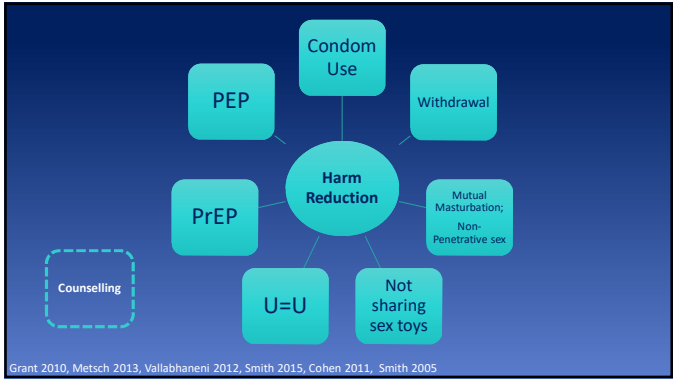 Condom
Use
PEP
Withdrawal
Harm
Reduction
PrEP
Mutual
Masturbation;
Non-
Penetrative sex
Counselling
U=U
Not
sharing
sex toys
Grant 2010, Metsch 2013, Vallabhaneni 2012, Smith 2015, Cohen 2011, Smith 2005